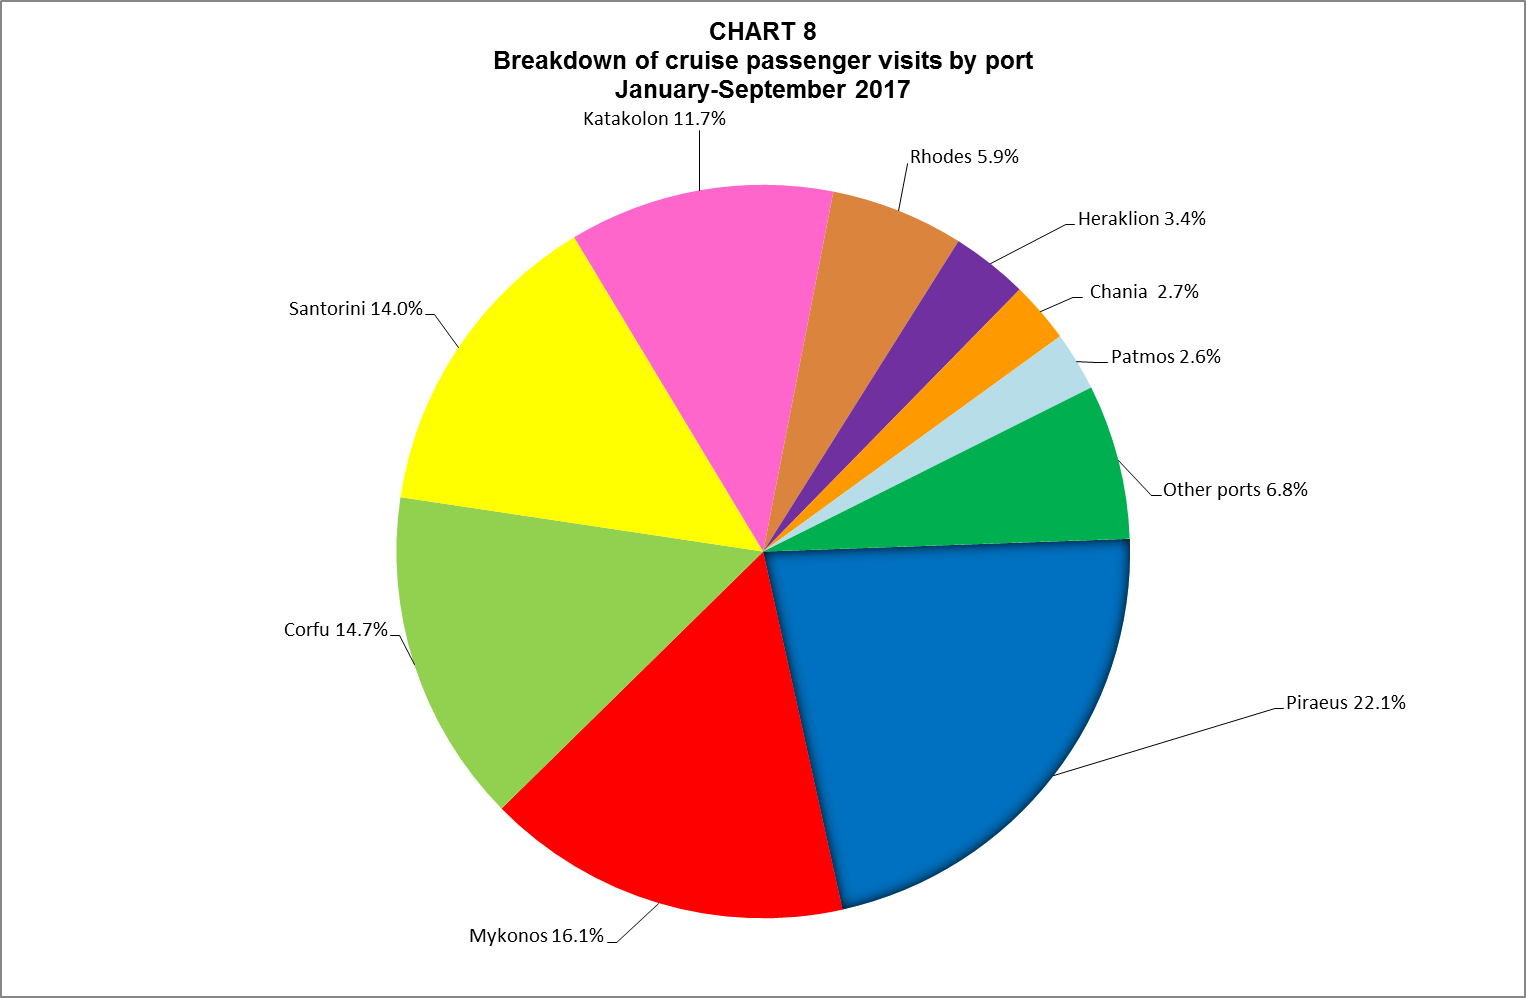 CHART 8
Breakdown of cruise passenger visits by port
January-September 2017
Katakolon 11.7%
Rhodes 5.9%
Heraklion 3.4%
Chania  2.7%
Santorini 14.0%
Patmos 2.6%
Other ports 6.8%
Corfu 14.7%
Piraeus 22.1%
Mykonos 16.1%